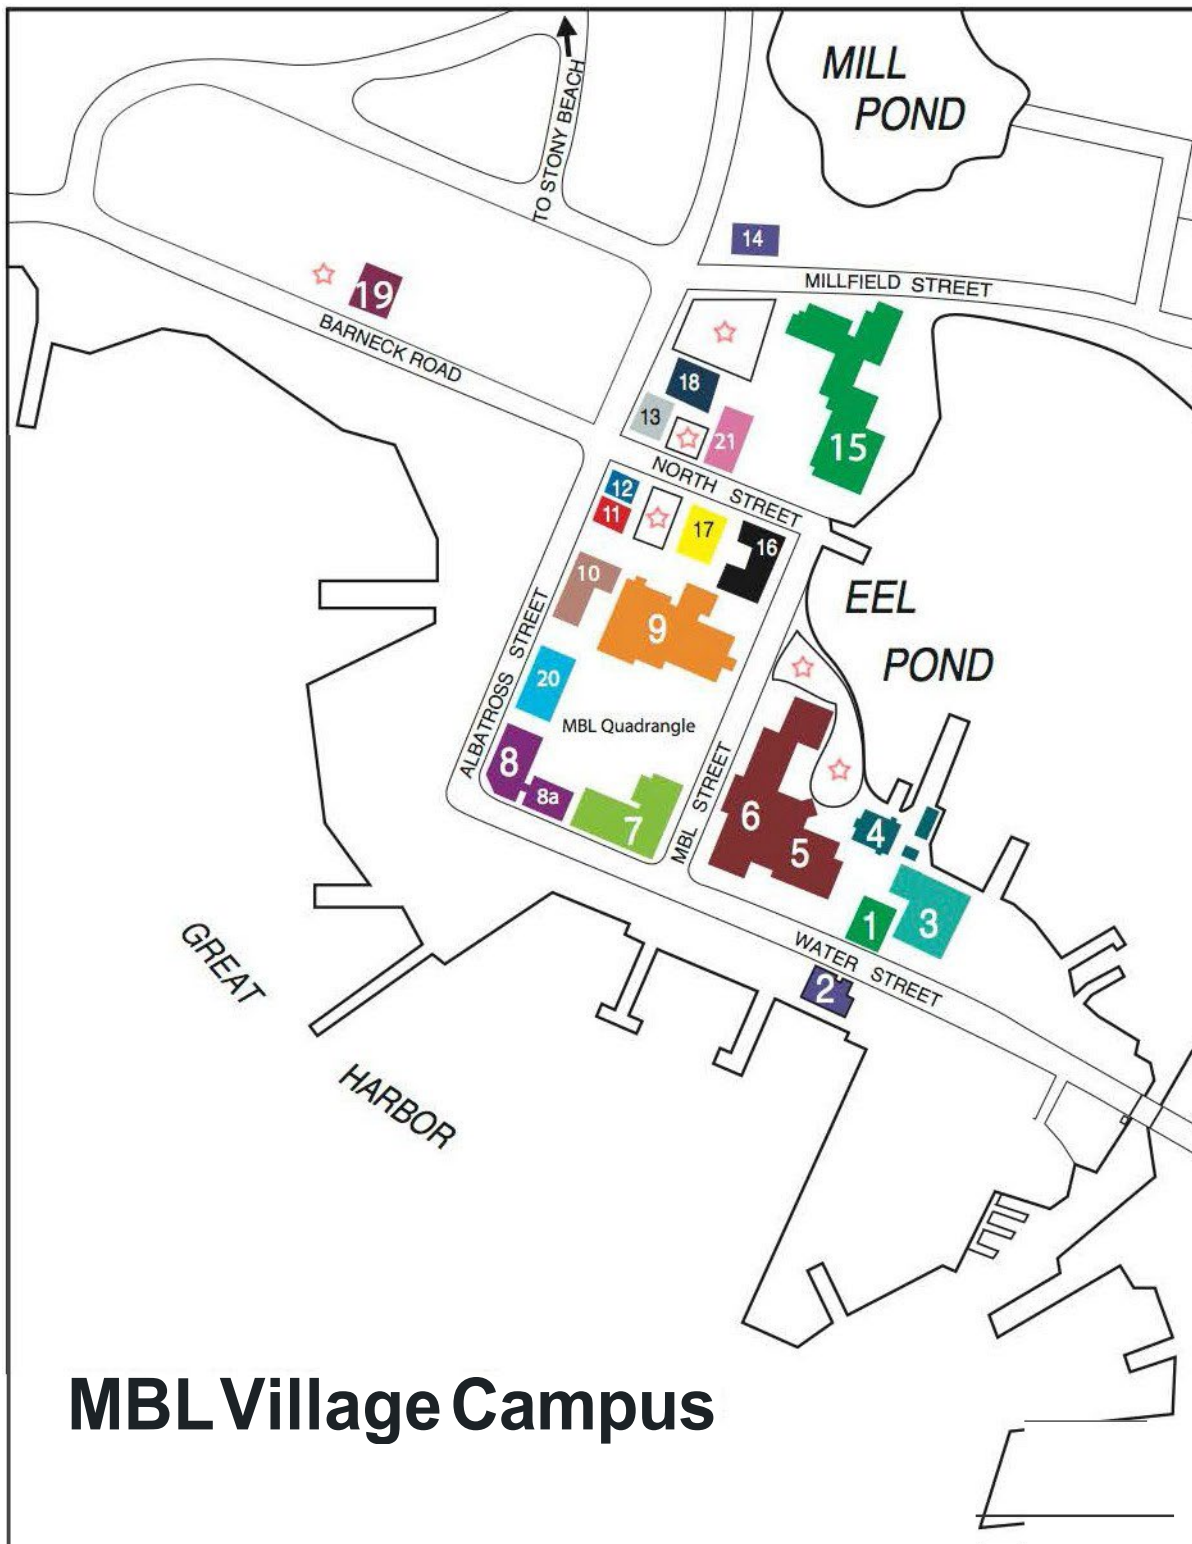 MILL
POND
TO STONY BEACH
14
MILLFIELD STREET
19
BARNECK ROAD
18
13
21
15
NORTH STREET
12
11
17
16
10
9
EEL
POND
ALBATROSS STREET
20
MBL Quadrangle
8
8a
7
MBL STREET
6
5
4
3
1
WATER STREET
2
GREAT
HARBOR
MBL Village Campus